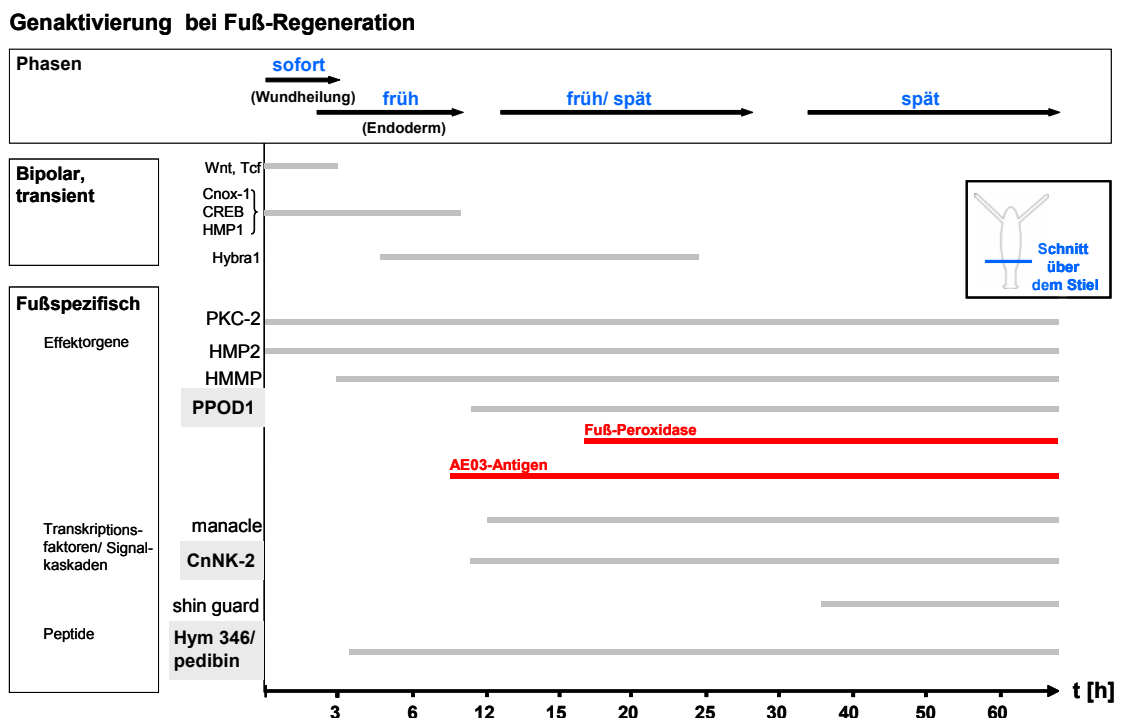 Genaktivierung bei Fuß-Regeneration
Phasen
sofort
(Wundheilung)
früh
(Endoderm)
früh/ spät
spät
Bipolar,
transient
Wnt, Tcf
Cnox-1
CREB
HMP1
Hybra1
Schnitt
über
dem Stiel
Fußspezifisch
Effektorgene
PKC-2
HMP2
HMMP
PPOD1
Fuß-Peroxidase
AE03-Antigen
Transkriptions-
faktoren/ Signal-
kaskaden
manacle
CnNK-2
shin guard
Peptide
Hym 346/
pedibin
t [h]
3 6 12 15 20 25 30 40 50 60